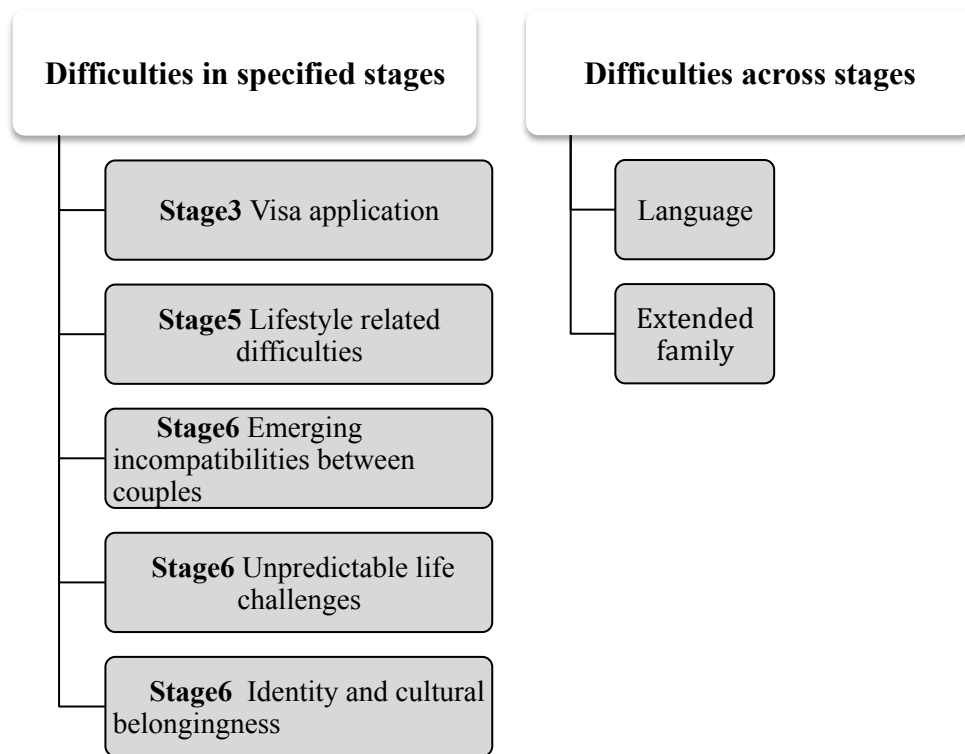 Difficulties in specified stages
Stage3 Visa application
Stage5 Lifestyle related
difficulties
Stage6 Emerging
incompatibilities between
couples
Stage6 Unpredictable life
challenges
Stage6 Identity and cultural
belongingness
Difficulties across stages
Language
Extended
family